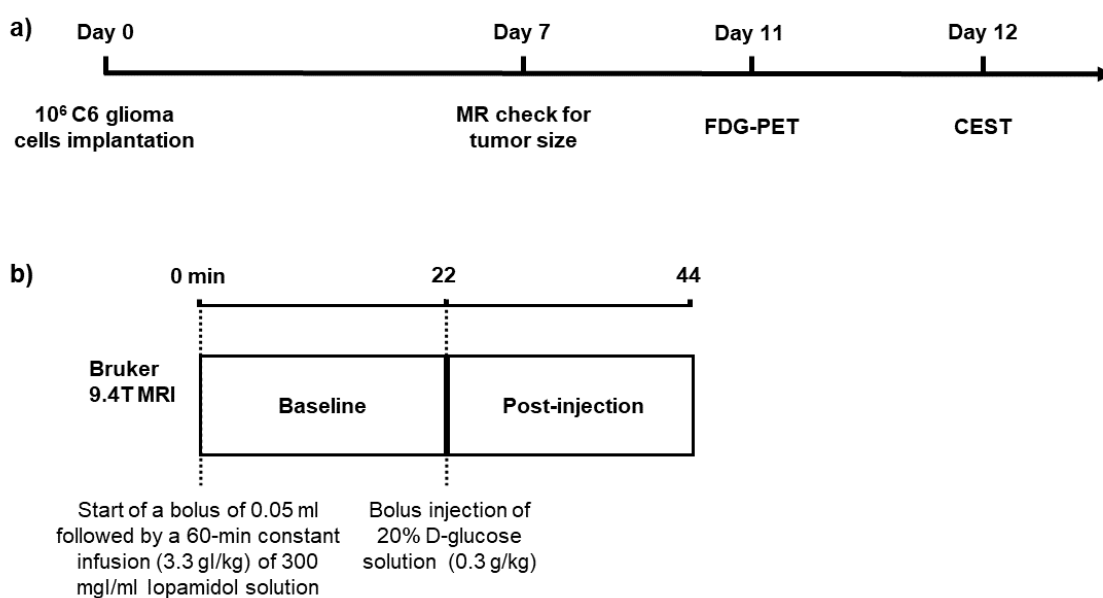 a)
Day 0
Day 7
Day 11
Day 12
10⁶ C6 glioma
cells implantation
MR check for
tumor size
FDG-PET
CEST
b)
0 min
22
44
Bruker
9.4T MRI
Baseline
Post-injection
Start of a bolus of 0.05 ml
followed by a 60-min constant
infusion (3.3 gI/kg) of 300
mgI/ml Iopamidol solution
Bolus injection of
20% D-glucose
solution (0.3 g/kg)